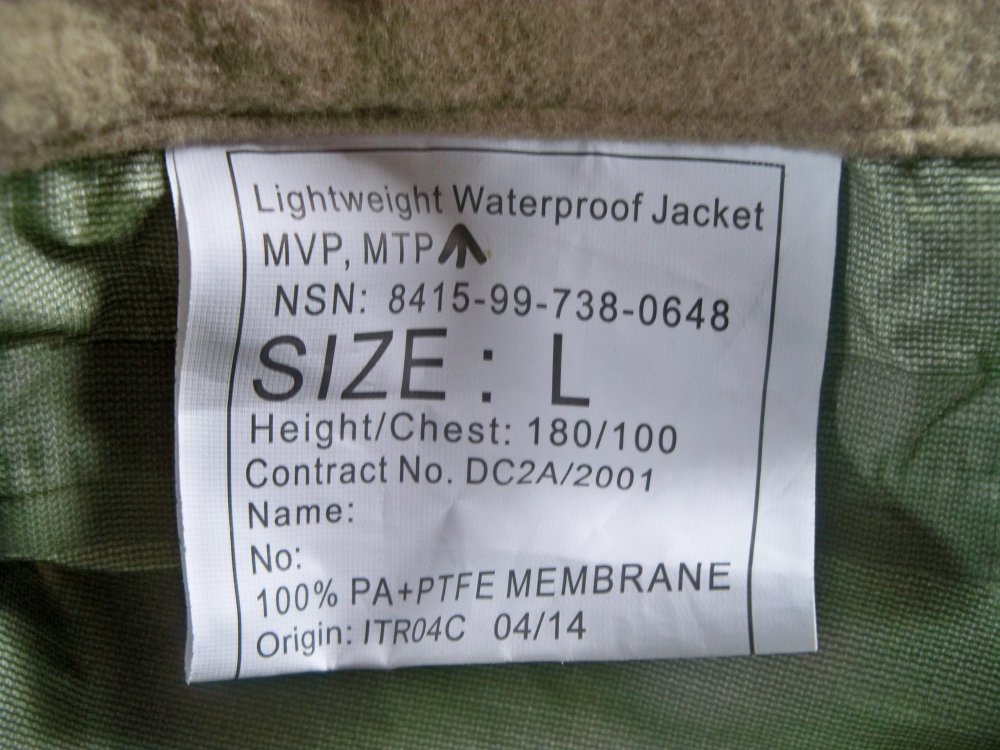 Lightweight Waterproof Jacket
MVP, MTP
NSN: 8415-99-738-0648
SIZE: L
Height/Chest: 180/100
Contract No. DC2A/2001
Name:
No:
100% PA+PTFE MEMBRANE
Origin: ITR04C 04/14